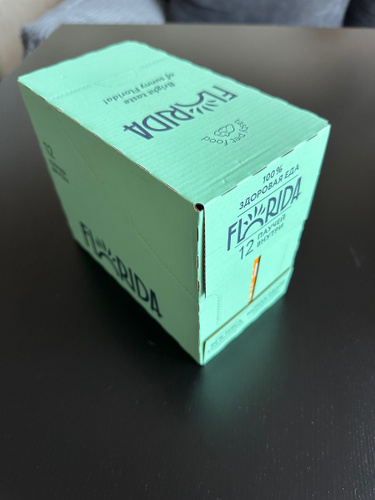 Bright taste
of sunny Florida!
FLORIDA
Pet Food
100%
ЗДОРОВАЯ ЕДА
FLORIDA
12 ПАУЧЕЙ
ВНУТРИ
12
FLORIDA